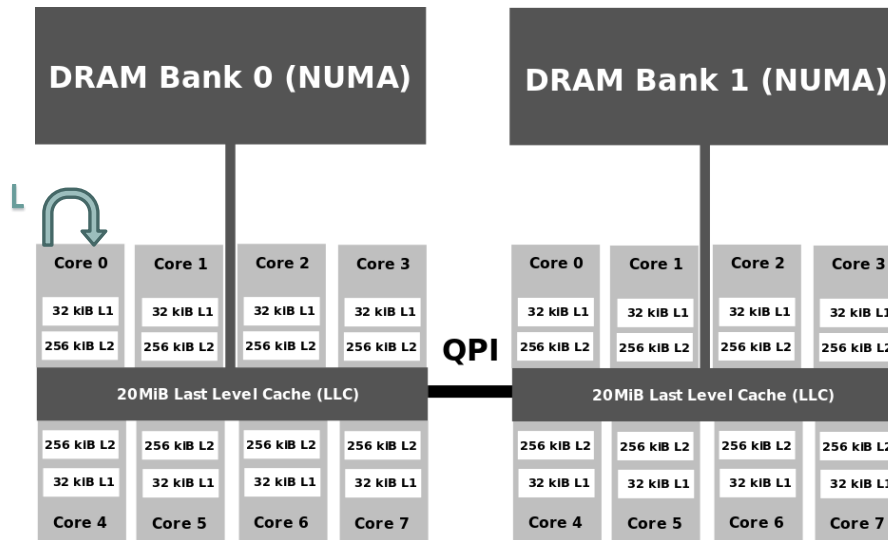 DRAM Bank 0 (NUMA)
DRAM Bank 1 (NUMA)
L
Core 0 Core 1 Core 2 Core 3
32 kiB L1 32 kiB L1 32 kiB L1 32 kiB L1
256 kiB L2 256 kiB L2 256 kiB L2 256 kiB L2
20MiB Last Level Cache (LLC)
256 kiB L2 256 kiB L2 256 kiB L2 256 kiB L2
32 kiB L1 32 kiB L1 32 kiB L1 32 kiB L1
Core 4 Core 5 Core 6 Core 7
QPI
Core 0 Core 1 Core 2 Core 3
32 kiB L1 32 kiB L1 32 kiB L1 32 kiB L1
256 kiB L2 256 kiB L2 256 kiB L2 256 kiB L2
20MiB Last Level Cache (LLC)
256 kiB L2 256 kiB L2 256 kiB L2 256 kiB L2
32 kiB L1 32 kiB L1 32 kiB L1 32 kiB L1
Core 4 Core 5 Core 6 Core 7